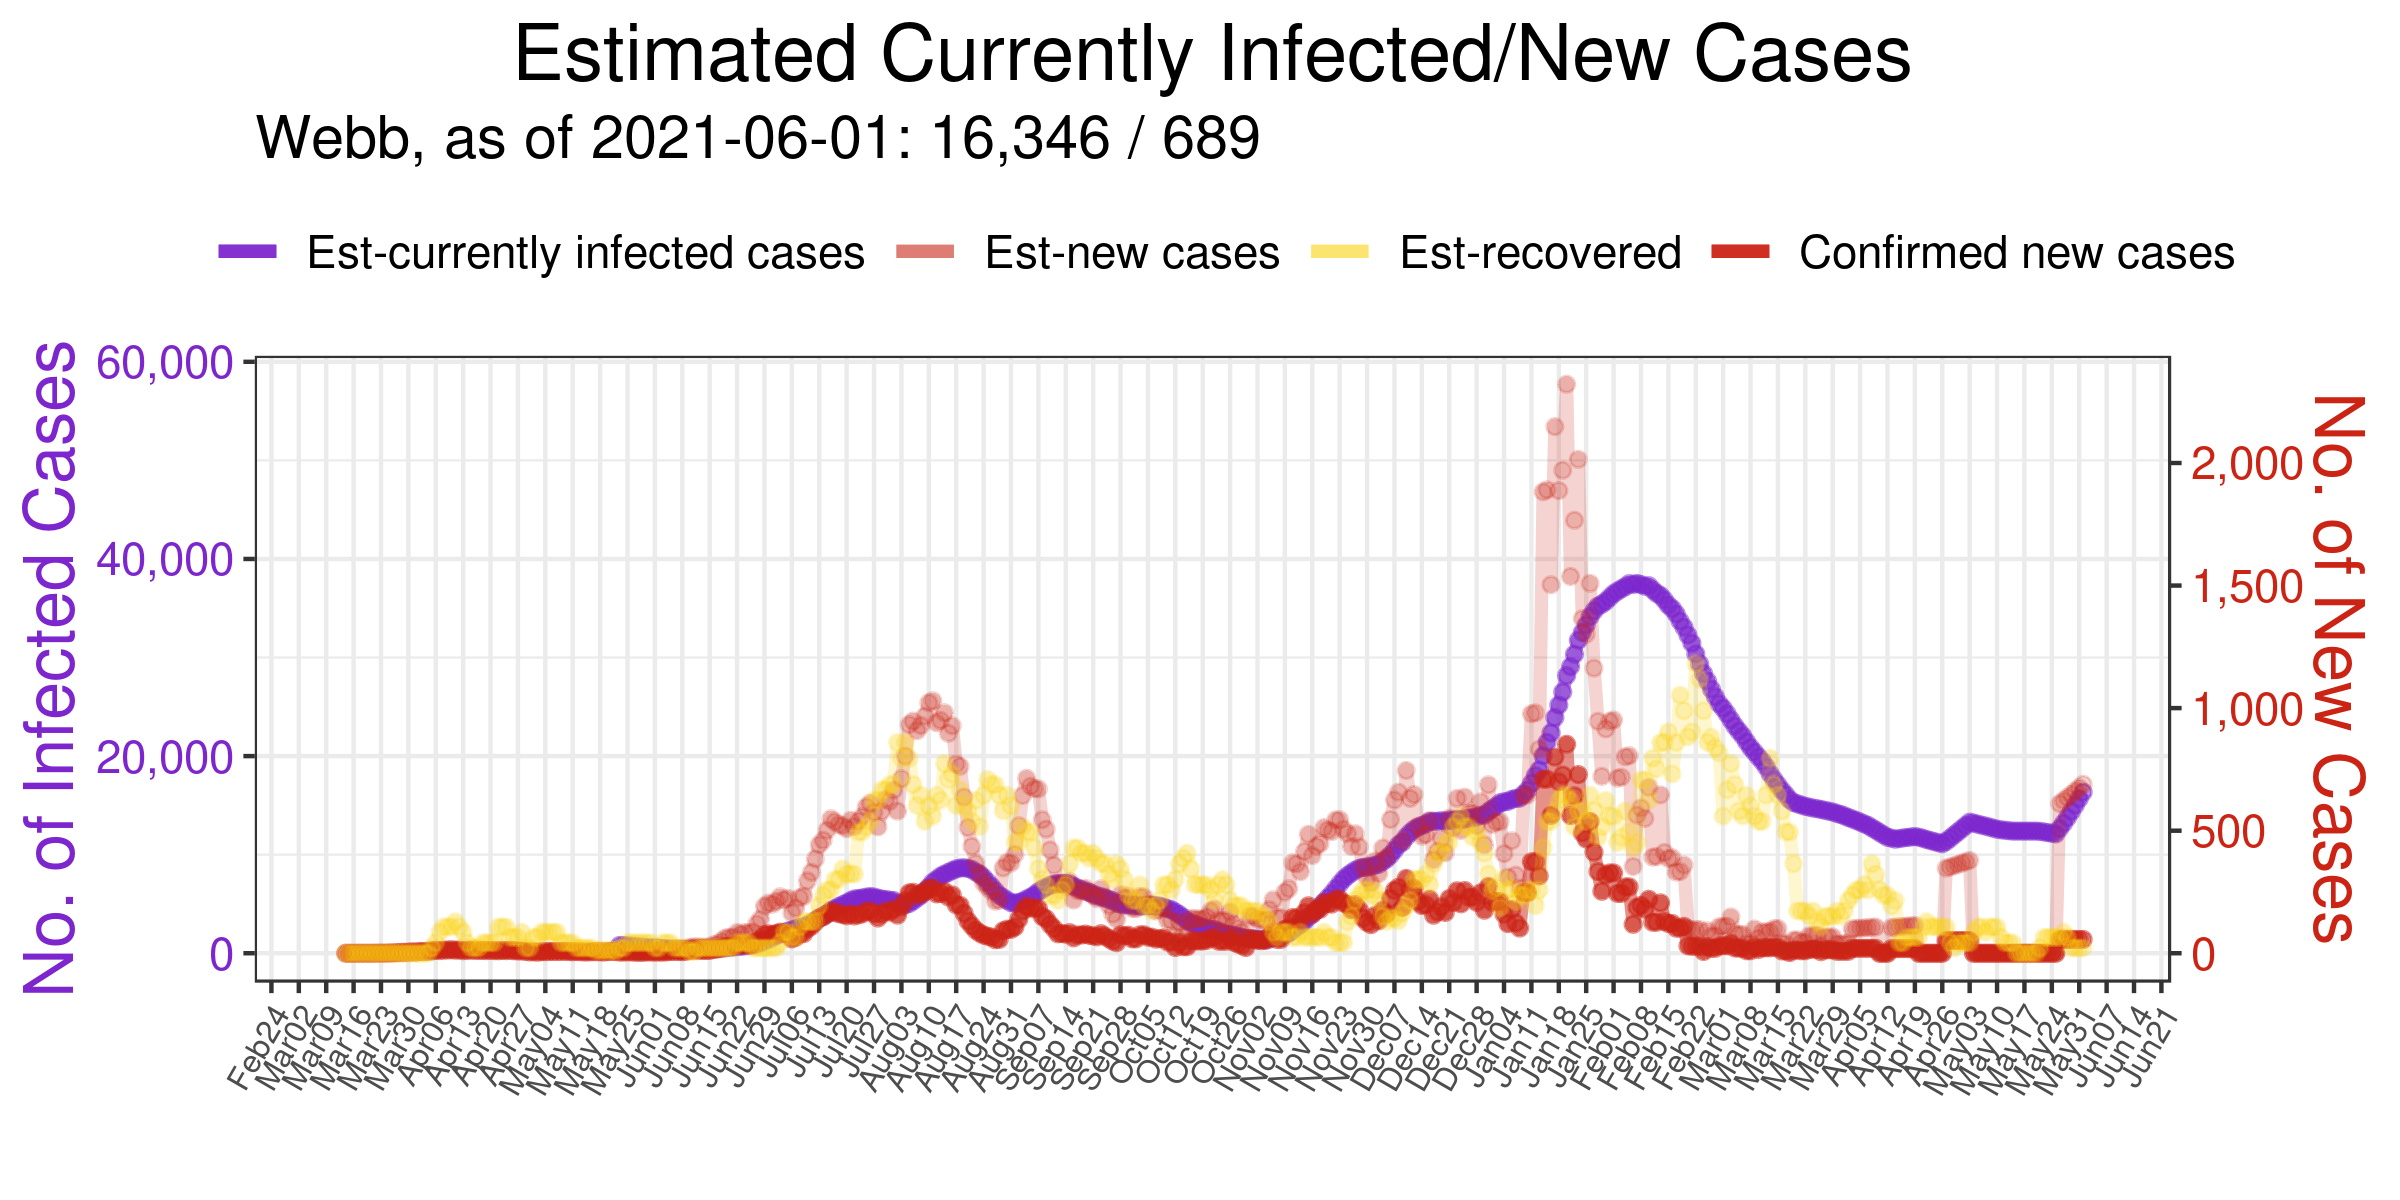 Estimated Currently Infected/New Cases
Webb, as of 2021-06-01: 16,346 / 689
Est-currently infected cases Est-new cases Est-recovered Confirmed new cases
No. of Infected Cases
60,000
40,000
20,000
0
2,000
1,500
1,000
500
0
No. of New Cases
Feb24 Mar02 Mar09 Mar16 Mar23 Mar30 Apr06 Apr13 Apr20 Apr27 May04 May11 May18 May25 Jun01 Jun08 Jun15 Jun22 Jun29 Jul06 Jul13 Jul20 Jul27 Aug03 Aug10 Aug17 Aug24 Aug31 Sep07 Sep14 Sep21 Sep28 Oct05 Oct12 Oct19 Oct26 Nov02 Nov09 Nov16 Nov23 Nov30 Dec07 Dec14 Dec21 Dec28 Jan04 Jan11 Jan18 Jan25 Feb01 Feb08 Feb15 Feb22 Mar01 Mar08 Mar15 Mar22 Mar29 Apr05 Apr12 Apr19 Apr26 May03 May10 May17 May24 May31 Jun07 Jun14 Jun21